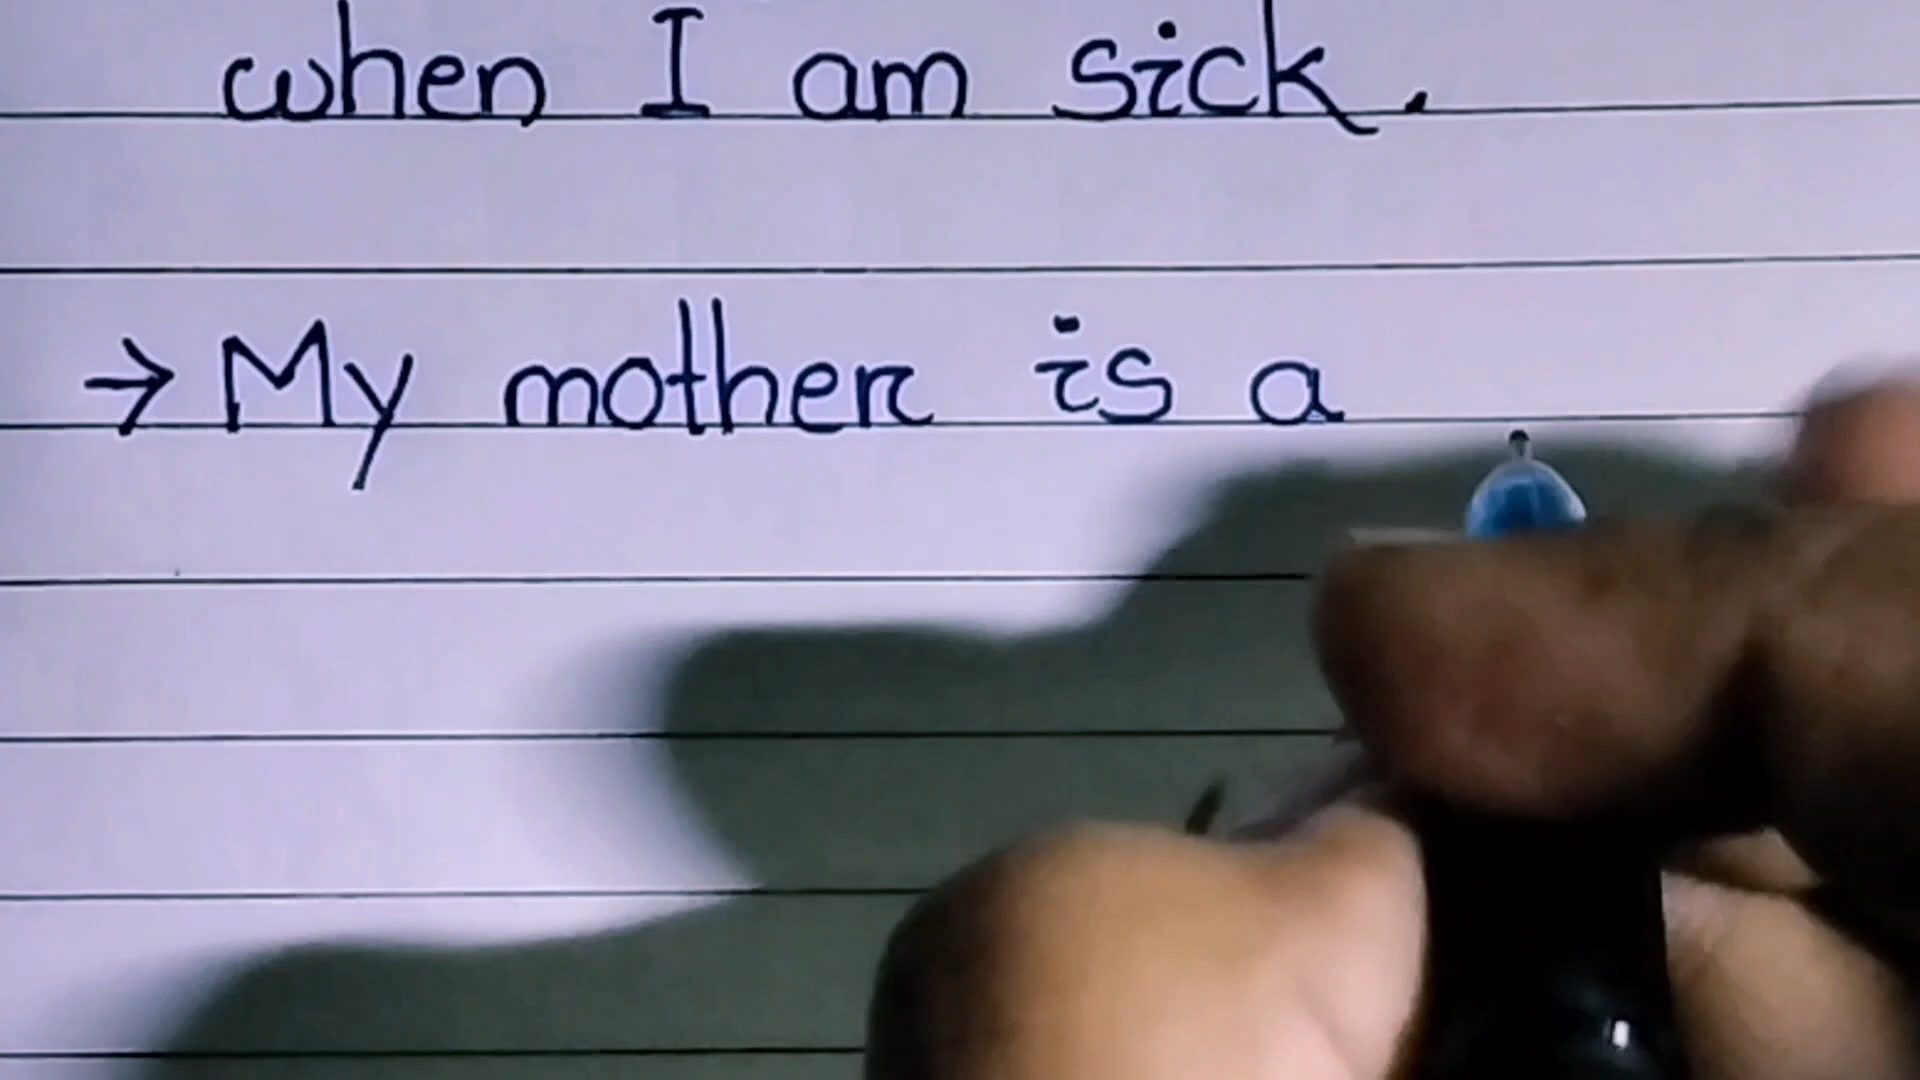 when I am sick.
→ My mother is a